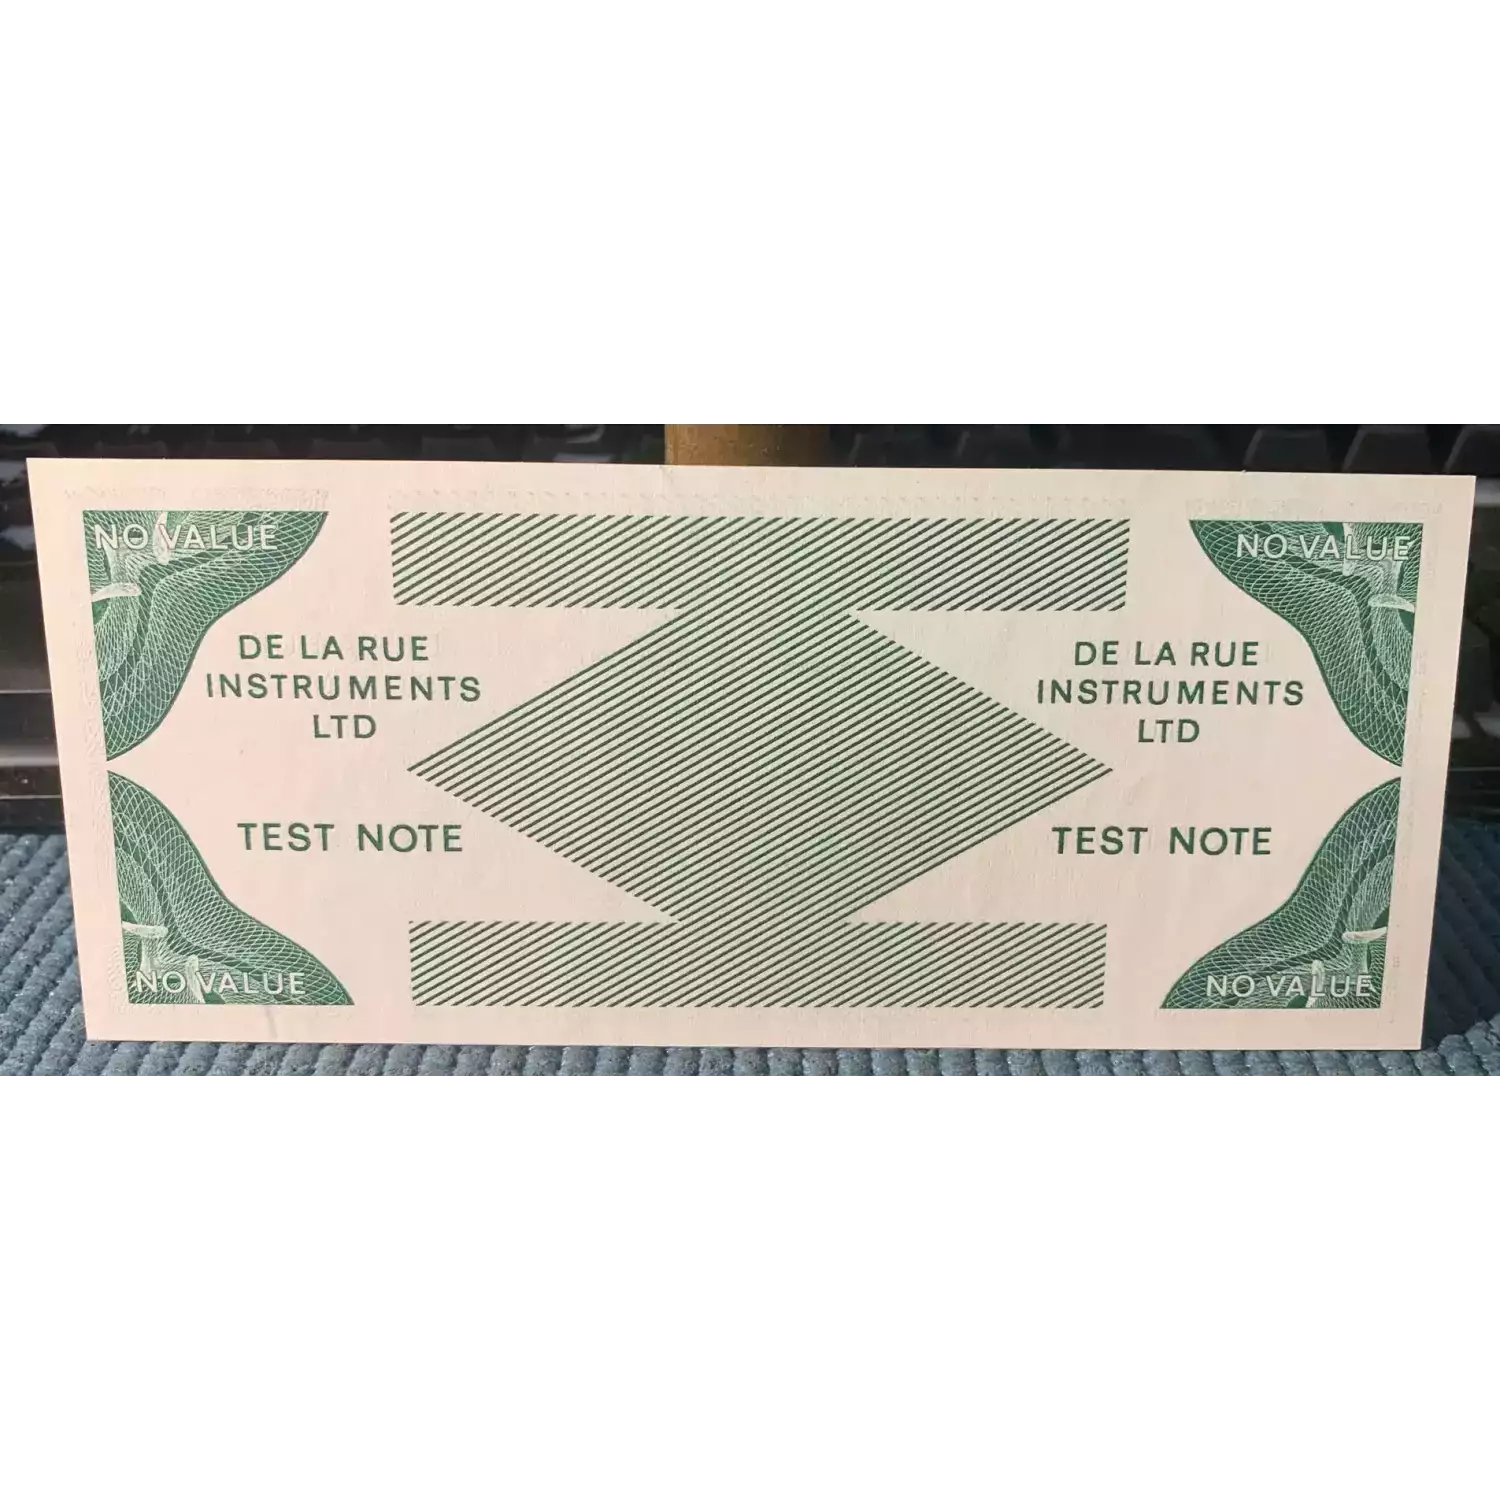 NO VALUE
NO VALUE
DE LA RUE
INSTRUMENTS
LTD
DE LA RUE
INSTRUMENTS
LTD
TEST NOTE
TEST NOTE
NO VALUE
NO VALUE